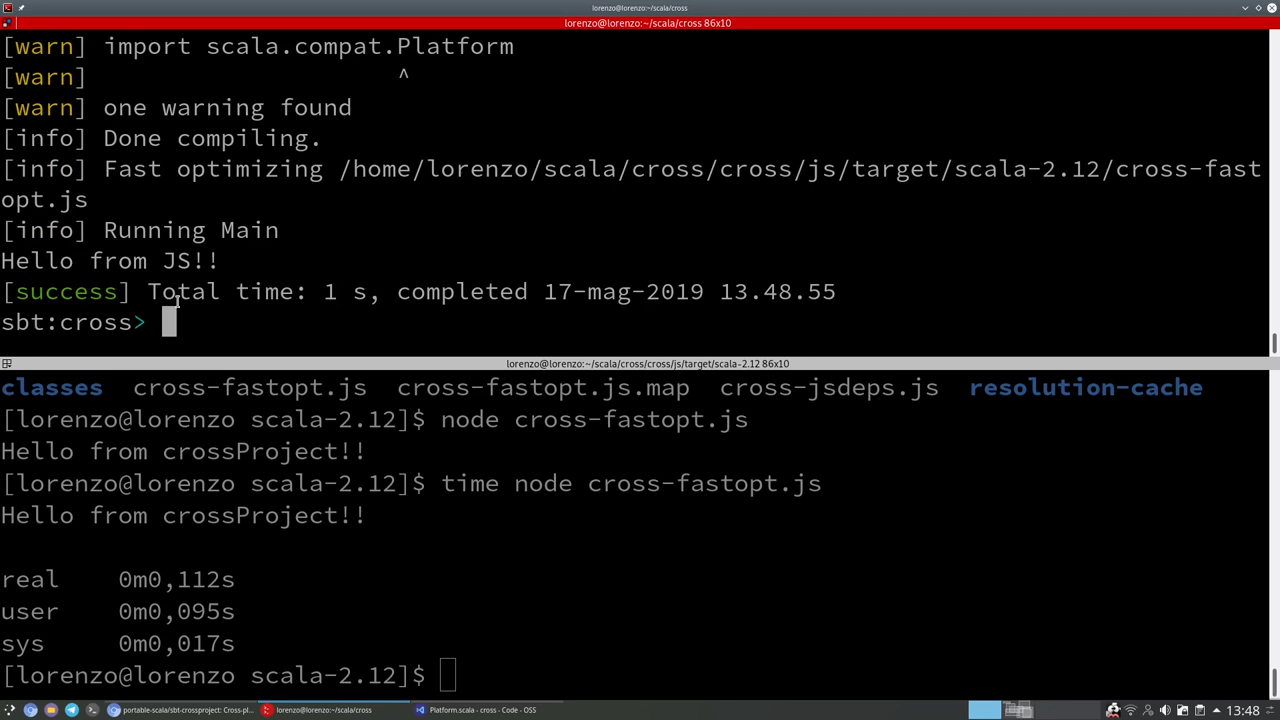 lorenzo@lorenzo:~/scala/cross
lorenzo@lorenzo:~/scala/cross 86x10
[warn] import scala.compat.Platform
[warn]                     ^
[warn] one warning found
[info] Done compiling.
[info] Fast optimizing /home/lorenzo/scala/cross/cross/js/target/scala-2.12/cross-fast
opt.js
[info] Running Main
Hello from JS!!
[success] Total time: 1 s, completed 17-mag-2019 13.48.55
sbt:cross>
lorenzo@lorenzo:~/scala/cross/cross/js/target/scala-2.12 86x10
classes  cross-fastopt.js  cross-fastopt.js.map  cross-jsdeps.js  resolution-cache
[lorenzo@lorenzo scala-2.12]$ node cross-fastopt.js
Hello from crossProject!!
[lorenzo@lorenzo scala-2.12]$ time node cross-fastopt.js
Hello from crossProject!!
real    0m0,112s
user    0m0,095s
sys     0m0,017s
[lorenzo@lorenzo scala-2.12]$
portable-scala/sbt-crossproject: Cross-pl... lorenzo@lorenzo:~/scala/cross Platform.scala - cross - Code - OSS 13:48